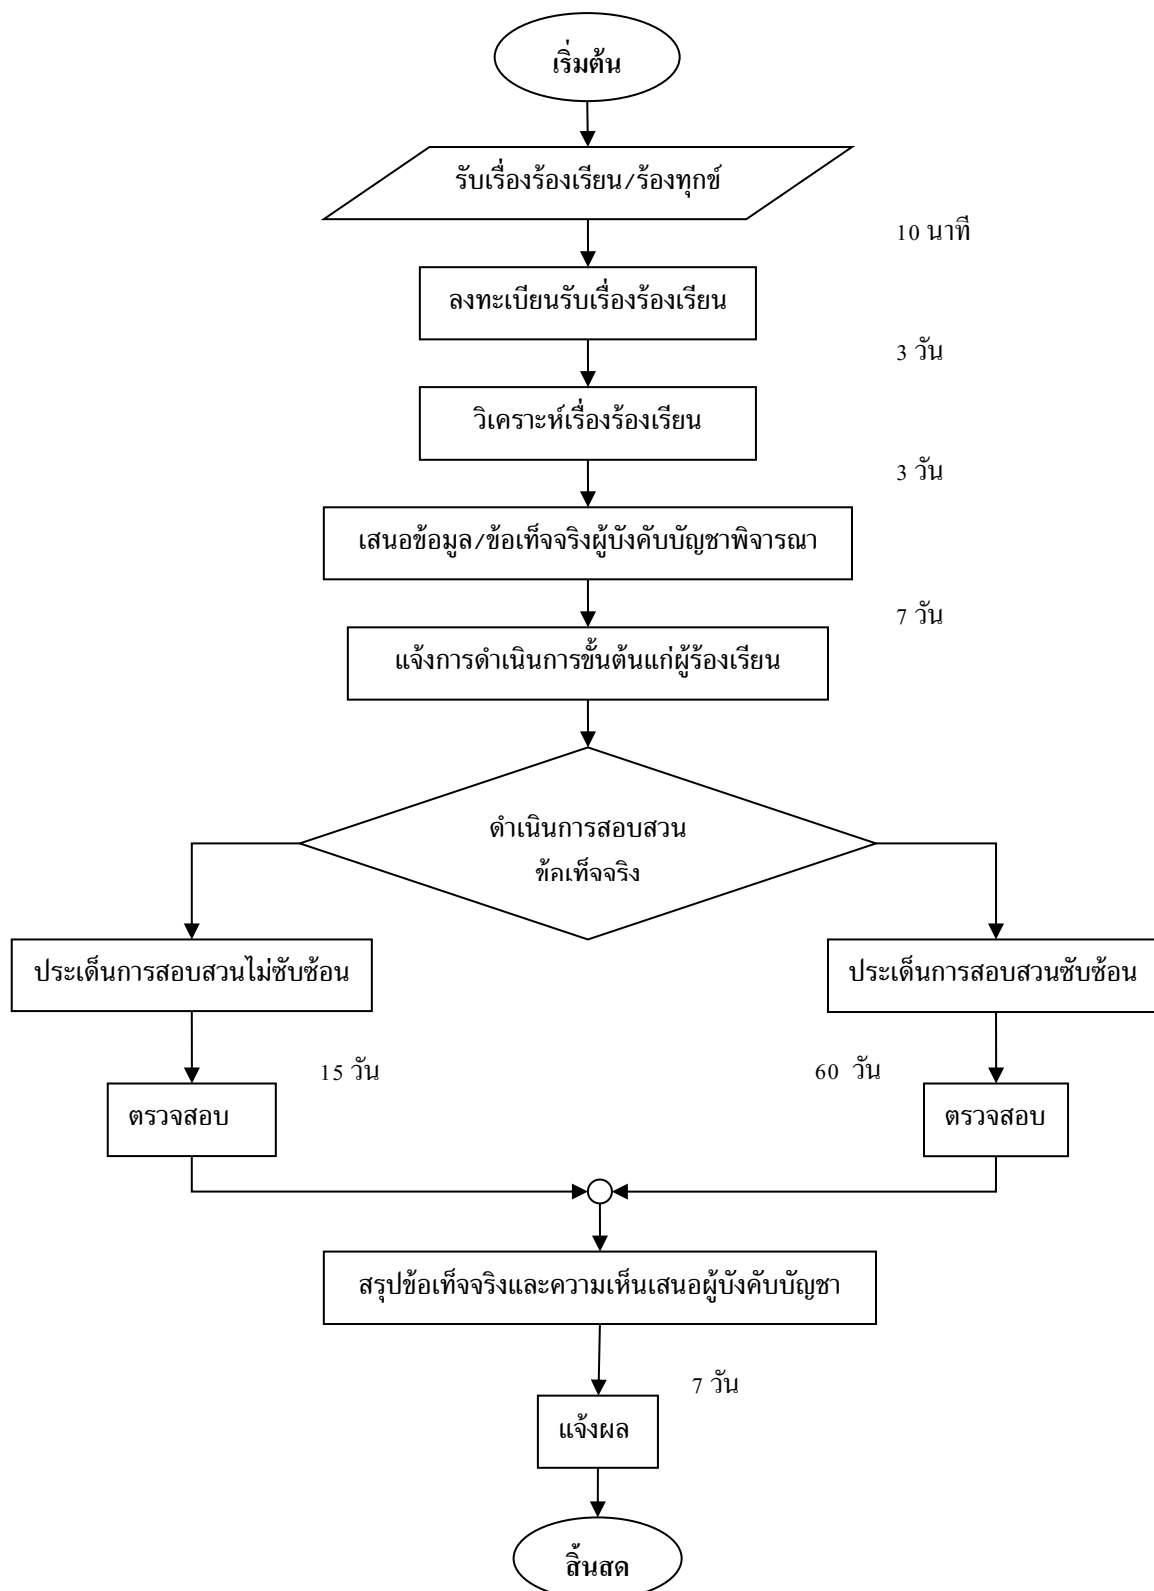 เริ่มต้น
รับเรื่องร้องเรียน/ร้องทุกข์
10 นาที
ลงทะเบียนรับเรื่องร้องเรียน
3 วัน
วิเคราะห์เรื่องร้องเรียน
3 วัน
เสนอข้อมูล/ข้อเท็จจริงผู้บังคับบัญชาพิจารณา
7 วัน
แจ้งการดำเนินการขั้นต้นแก่ผู้ร้องเรียน
ดำเนินการสอบสวน
ข้อเท็จจริง
ประเด็นการสอบสวนไม่ซับซ้อน
ประเด็นการสอบสวนซับซ้อน
15 วัน
60 วัน
ตรวจสอบ
ตรวจสอบ
สรุปข้อเท็จจริงและความเห็นเสนอผู้บังคับบัญชา
7 วัน
แจ้งผล
สิ้นสด